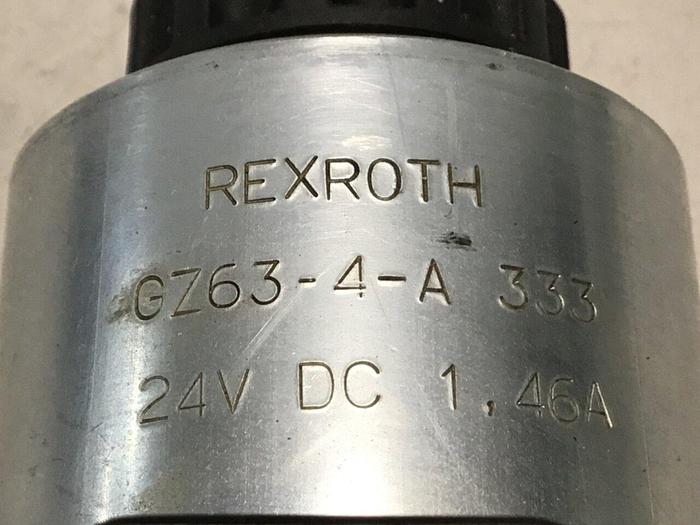 REXROTH
GZ63-4-A 333
24V DC 1,46A